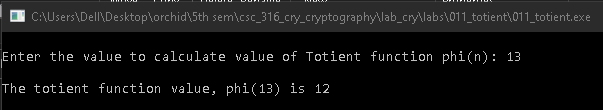 C:\Users\Dell\Desktop\orchid\5th sem\csc_316_cry_cryptography\lab_cry\labs\011_totient\011_totient.exe
Enter the value to calculate value of Totient function phi(n): 13
The totient function value, phi(13) is 12